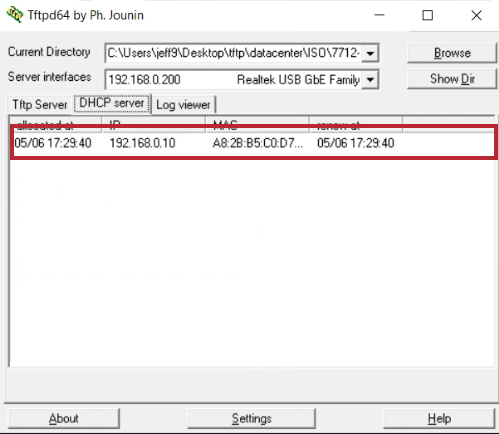 Tftpd64 by Ph. Jounin
Current Directory C:\Users\jeff9\Desktop\tftp\datacenter\ISO\7712- Browse
Server interfaces 192.168.0.200 Realtek USB GbE Family Show Dir
Tftp Server DHCP server Log viewer
allocated at IP MAC renew at
05/06 17:29:40 192.168.0.10 A8:2B:B5:C0:D7... 05/06 17:29:40
About Settings Help